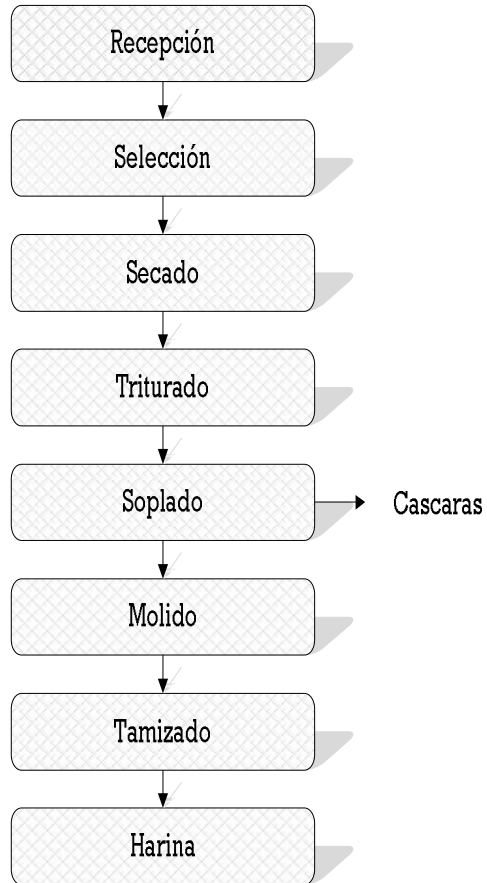 Recepción
Selección
Secado
Triturado
Soplado
Cascaras
Molido
Tamizado
Harina